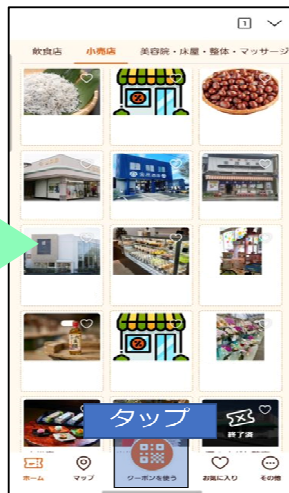 1
飲食店 小売店 美容院・床屋・整体・マッサージ
タップ
終了済
ホーム マップ クーポンを使う お気に入り その他